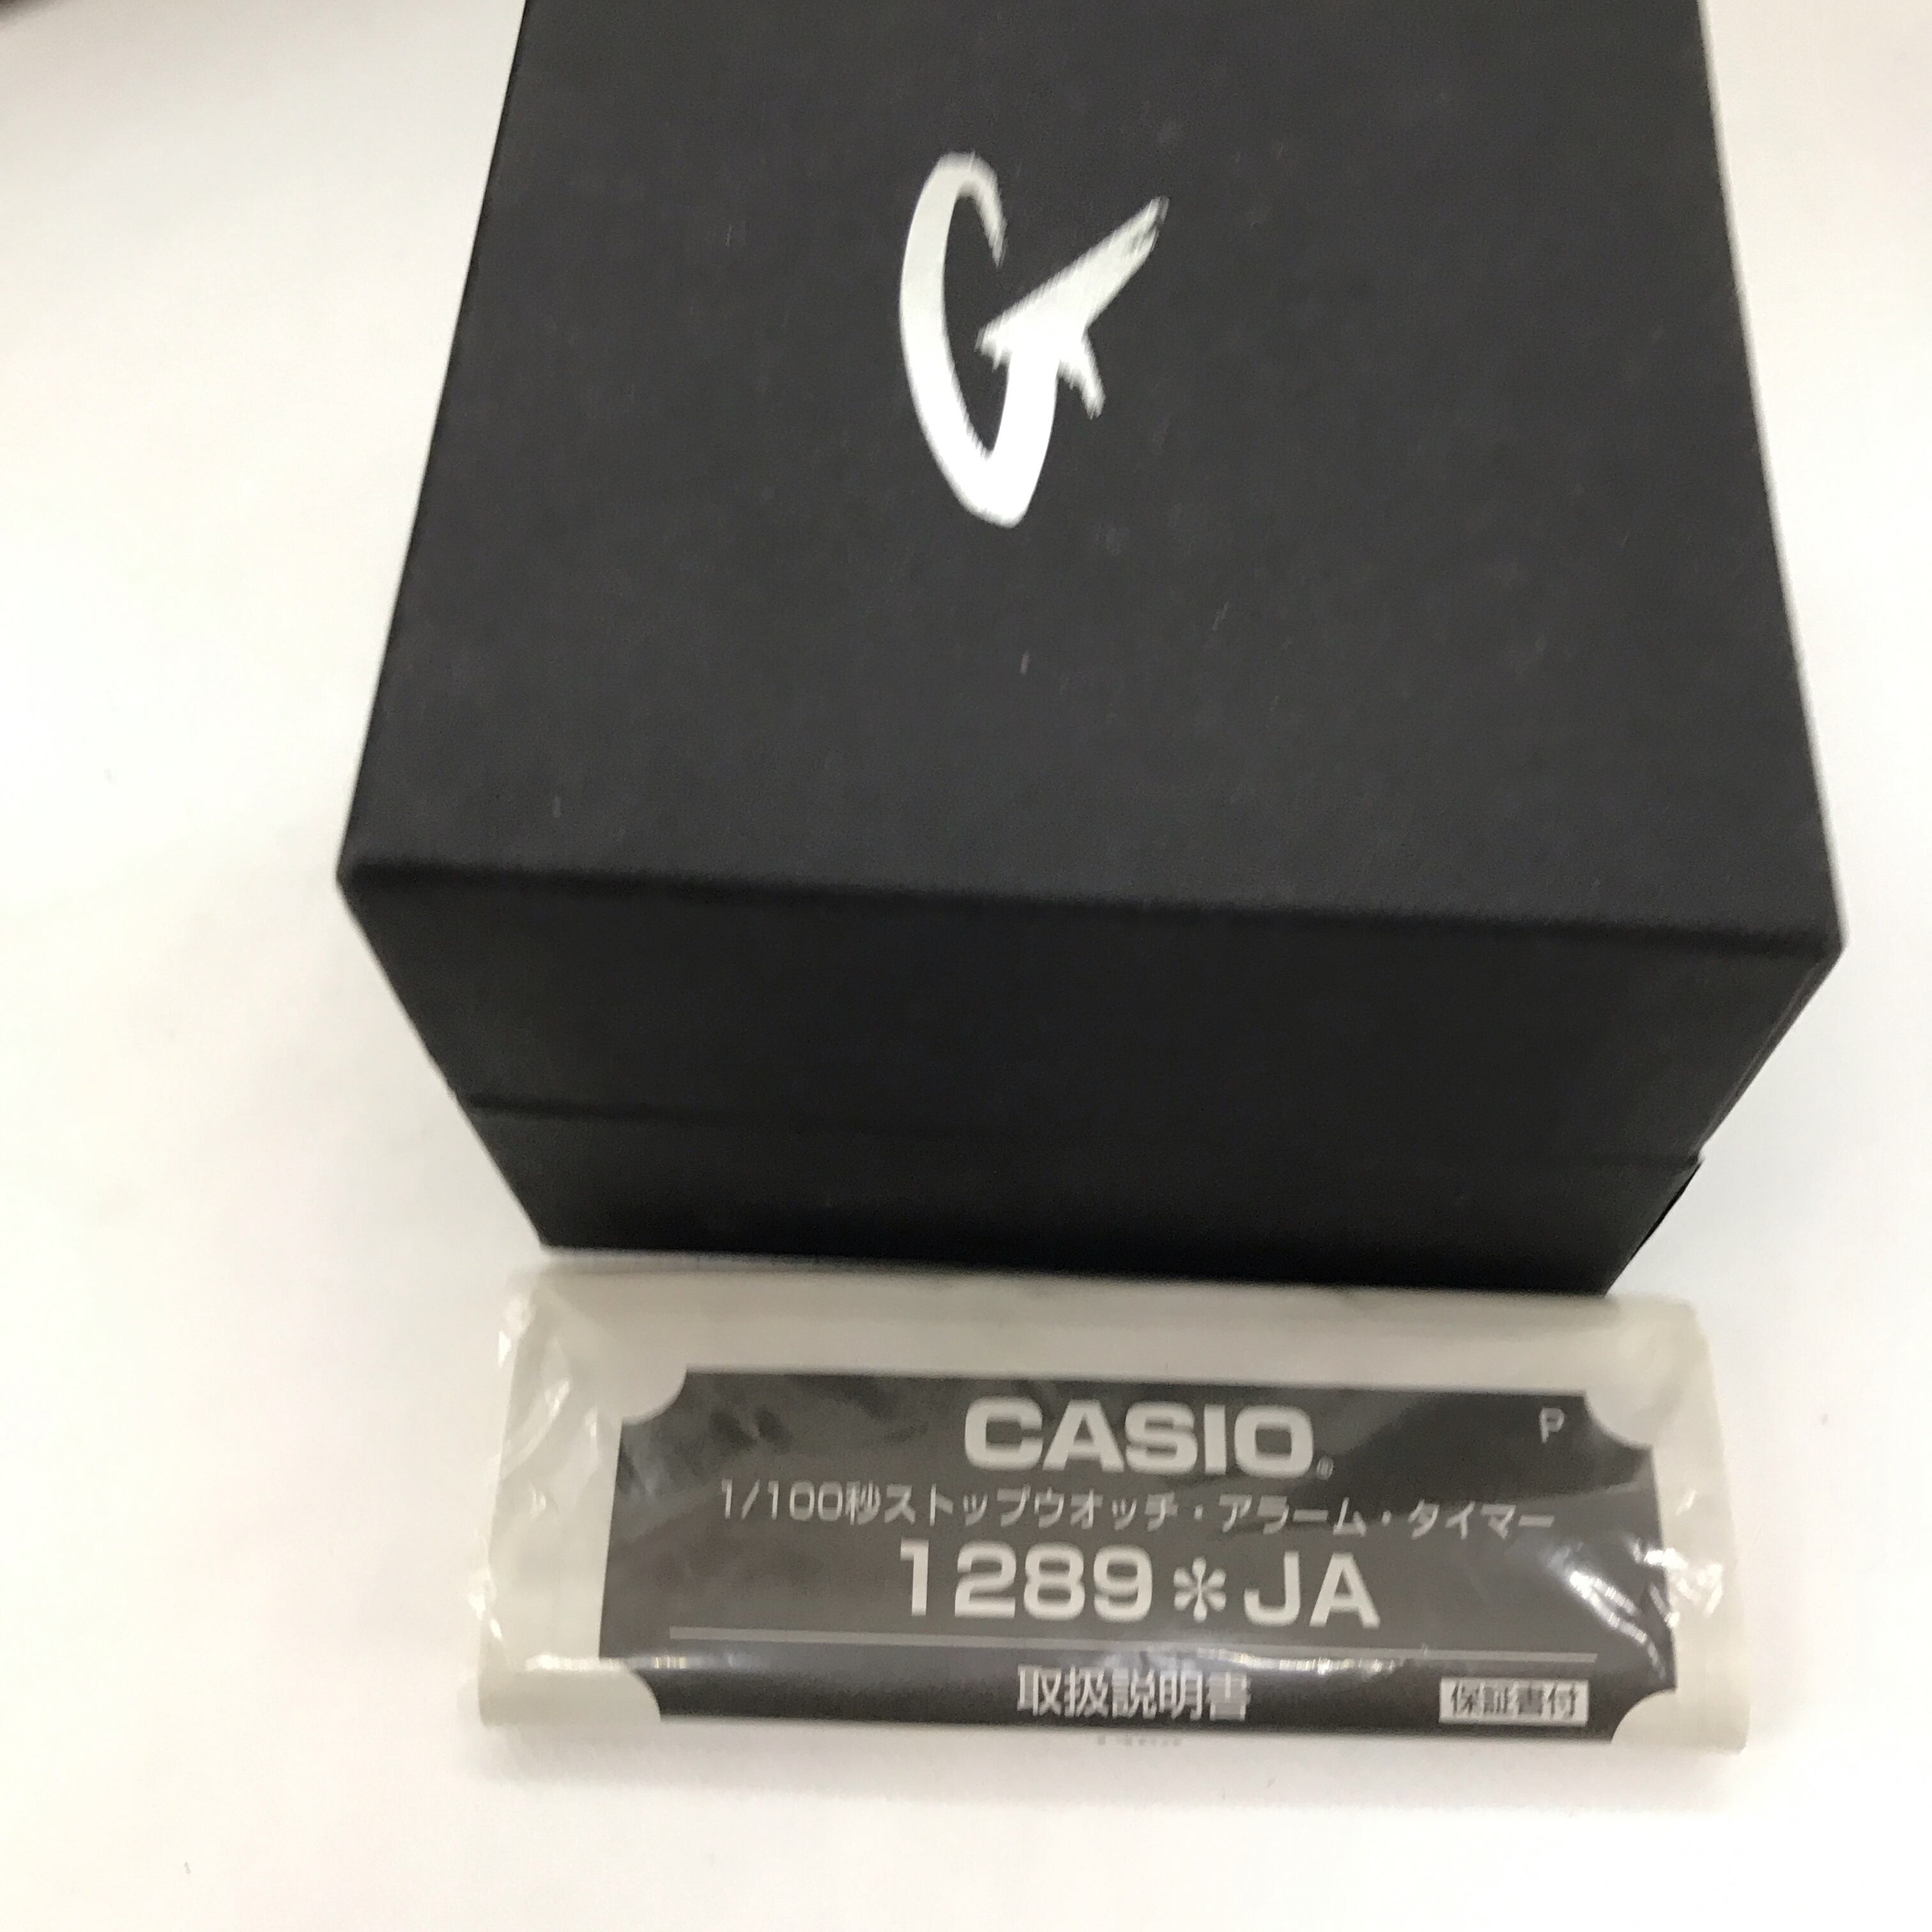 G
CASIO®
P
1/100秒ストップウオッチ・アラーム・タイマー
1289✻JA
取扱説明書
保証書付